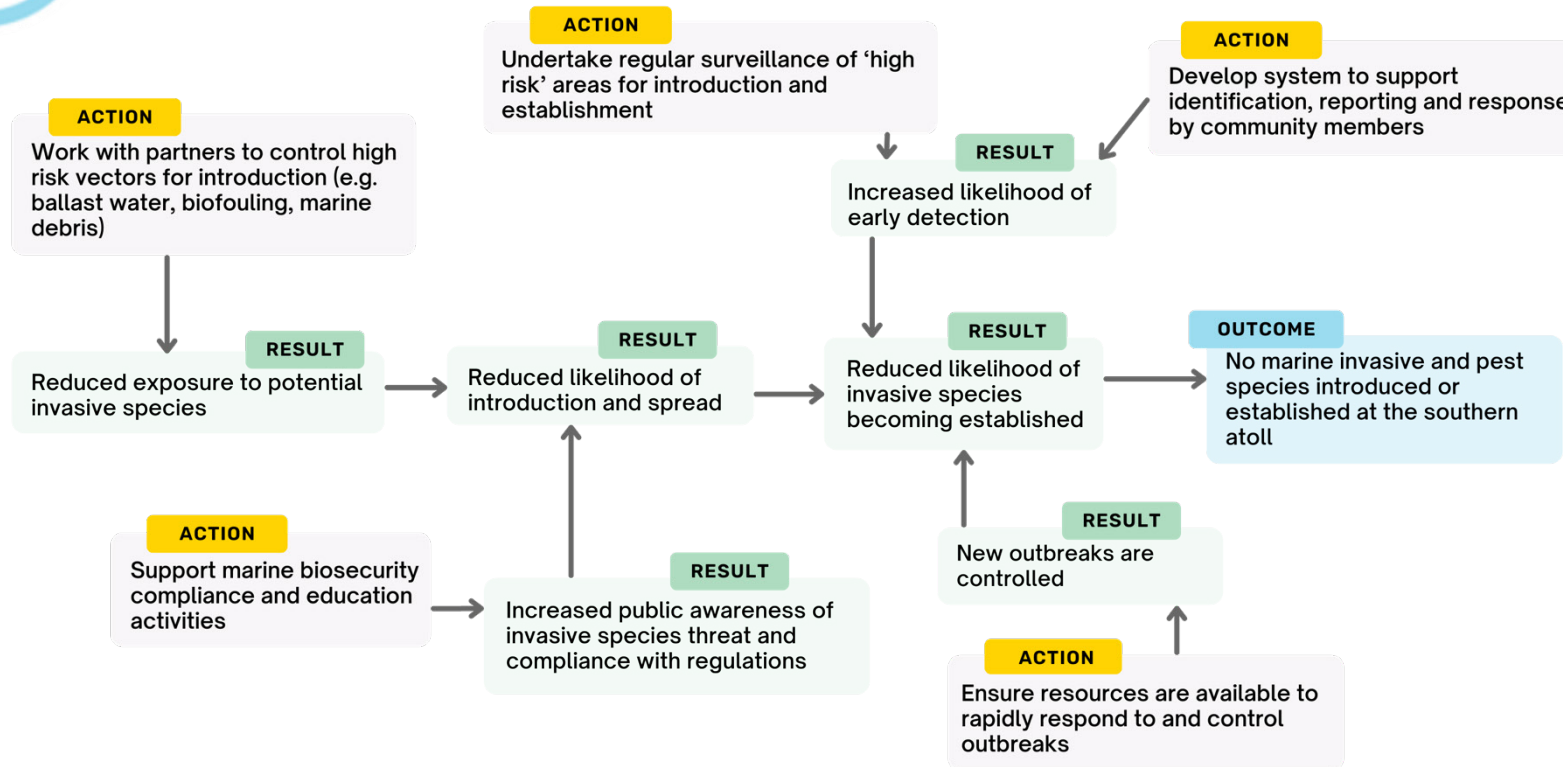 ACTION
Undertake regular surveillance of ‘high
risk’ areas for introduction and
establishment
ACTION
Develop system to support
identification, reporting and response
by community members
ACTION
Work with partners to control high
risk vectors for introduction (e.g.
ballast water, biofouling, marine
debris)
RESULT
Increased likelihood of
early detection
RESULT
Reduced exposure to potential
invasive species
RESULT
Reduced likelihood of
introduction and spread
RESULT
Reduced likelihood of
invasive species
becoming established
OUTCOME
No marine invasive and pest
species introduced or
established at the southern
atoll
ACTION
Support marine biosecurity
compliance and education
activities
RESULT
Increased public awareness of
invasive species threat and
compliance with regulations
RESULT
New outbreaks are
controlled
ACTION
Ensure resources are available to
rapidly respond to and control
outbreaks